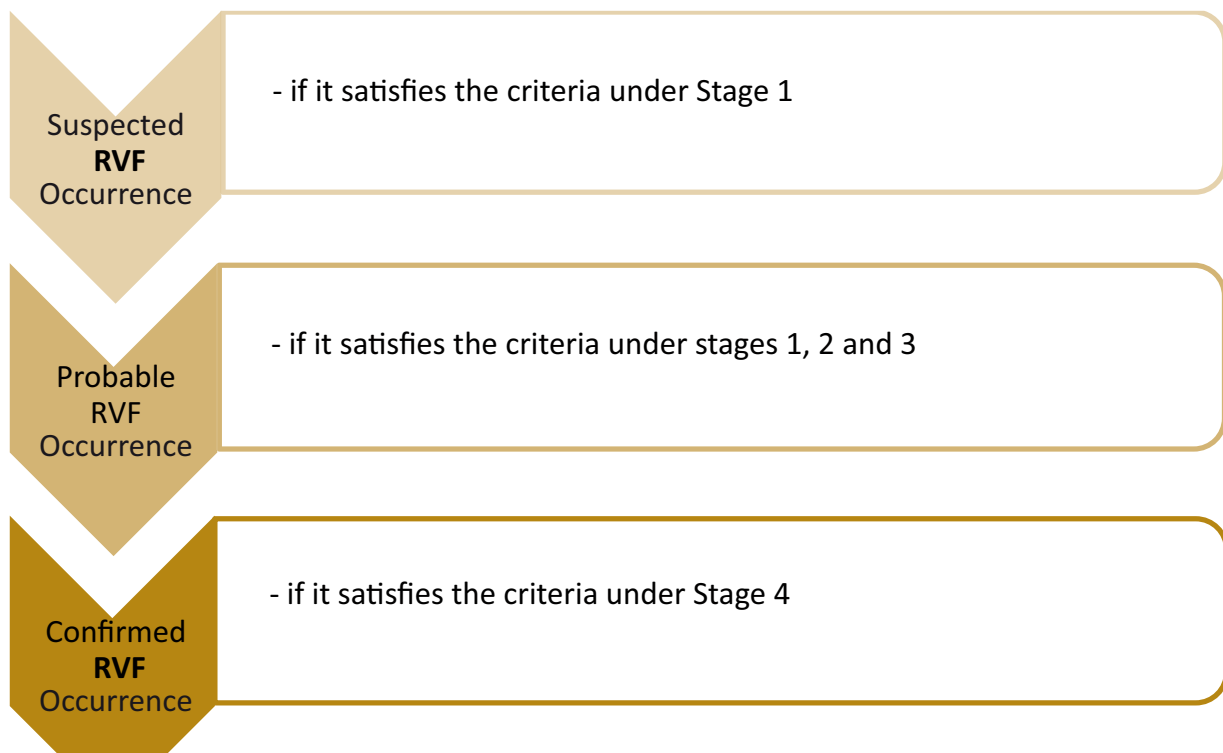 Suspected
RVF
Occurrence
- if it satisfies the criteria under Stage 1
Probable
RVF
Occurrence
- if it satisfies the criteria under stages 1, 2 and 3
Confirmed
RVF
Occurrence
- if it satisfies the criteria under Stage 4